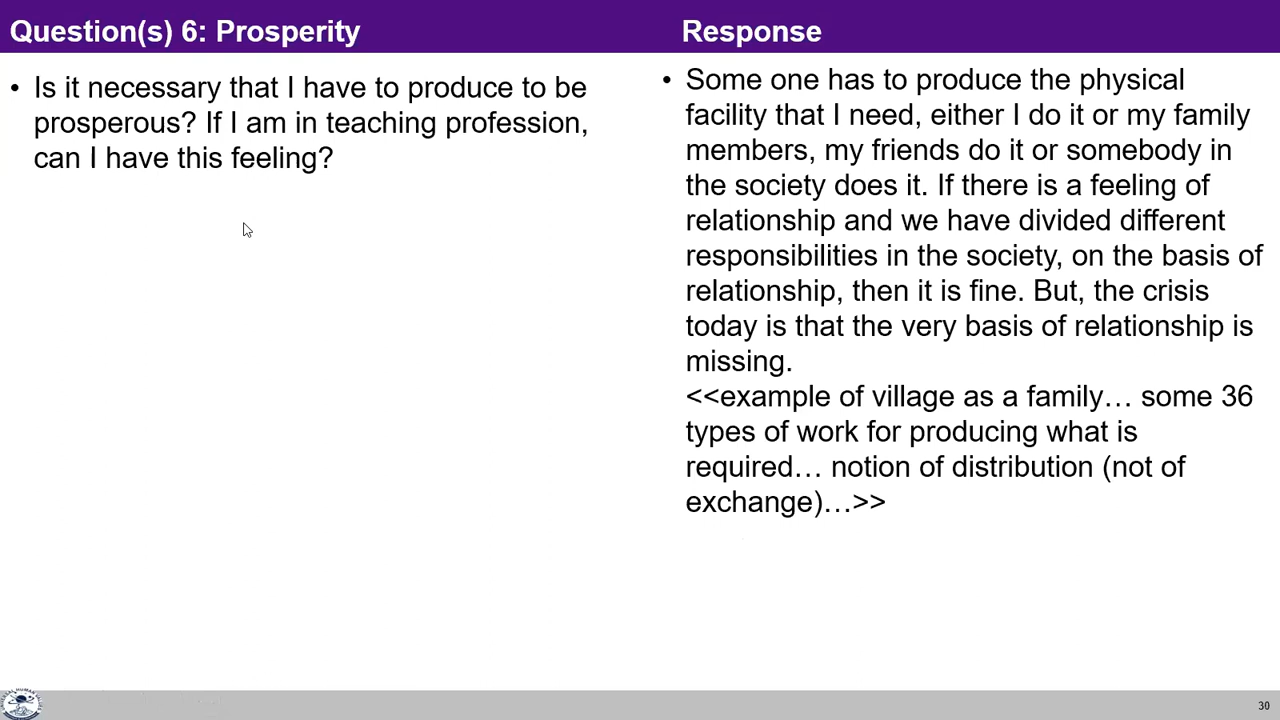 Question(s) 6: Prosperity
Response
• Is it necessary that I have to produce to be
prosperous? If I am in teaching profession,
can I have this feeling?
• Some one has to produce the physical
facility that I need, either I do it or my family
members, my friends do it or somebody in
the society does it. If there is a feeling of
relationship and we have divided different
responsibilities in the society, on the basis of
relationship, then it is fine. But, the crisis
today is that the very basis of relationship is
missing.
<<example of village as a family… some 36
types of work for producing what is
required… notion of distribution (not of
exchange)…>>
30